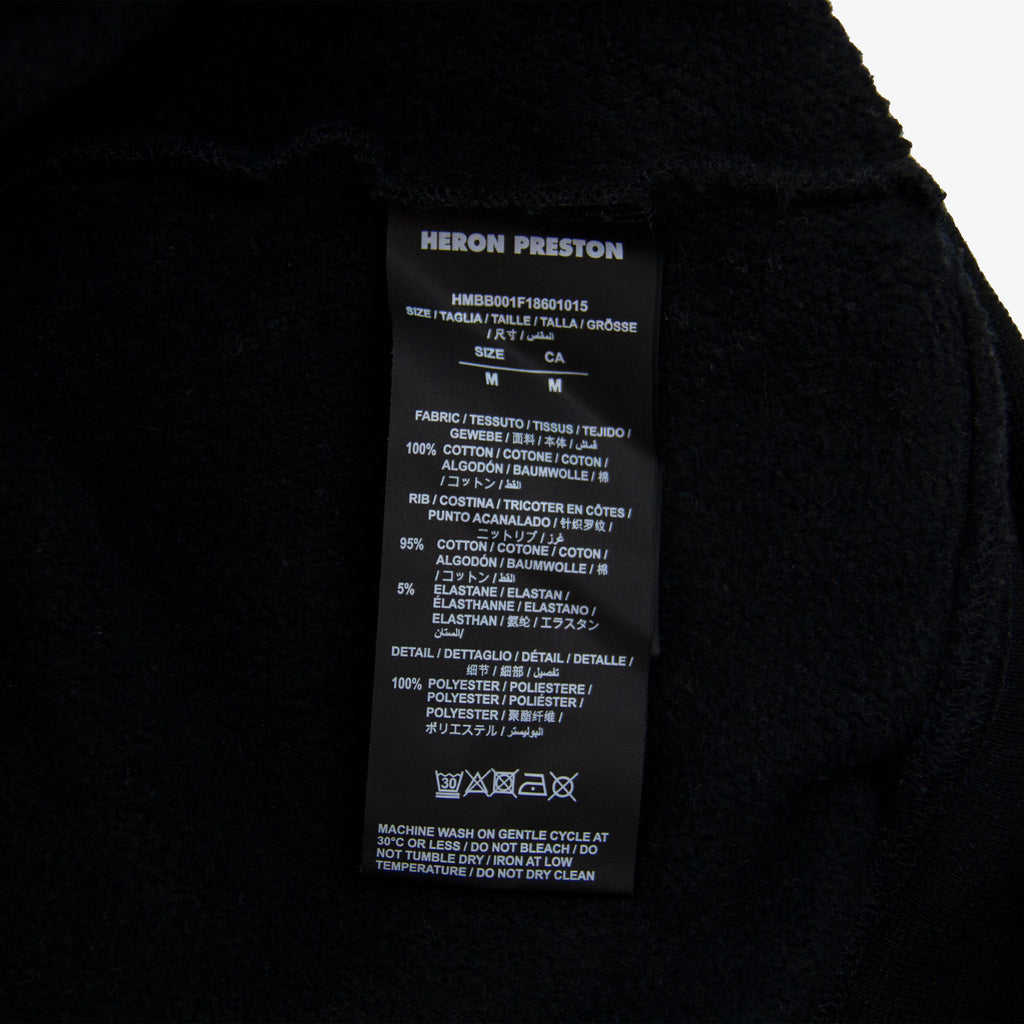 HERON PRESTON
HMBB001F18601015
SIZE / TAGLIA / TAILLE / TALLA / GRÖSSE
/ 尺寸 / المقاس
SIZE CA
M M
FABRIC / TESSUTO / TISSUS / TEJIDO /
GEWEBE / 面料 / 本体 / قماش
100% COTTON / COTONE / COTON /
ALGODÓN / BAUMWOLLE / 棉
/ コットン / القط
RIB / COSTINA / TRICOTER EN CÔTES /
PUNTO ACANALADO / 针织罗纹 /
ニットリブ / غرز
95% COTTON / COTONE / COTON /
ALGODÓN / BAUMWOLLE / 棉
/ コットン / القط
5% ELASTANE / ELASTAN /
ÉLASTHANNE / ELASTANO /
ELASTHAN / 氨纶 / エラスタン
/ الستان
DETAIL / DETTAGLIO / DÉTAIL / DETALLE /
细节 / 細部 / تفصيل
100% POLYESTER / POLIESTERE /
POLYESTER / POLIÉSTER /
POLYESTER / 聚酯纤维 /
ポリエステル / البوليستر
30
MACHINE WASH ON GENTLE CYCLE AT
30°C OR LESS / DO NOT BLEACH / DO
NOT TUMBLE DRY / IRON AT LOW
TEMPERATURE / DO NOT DRY CLEAN